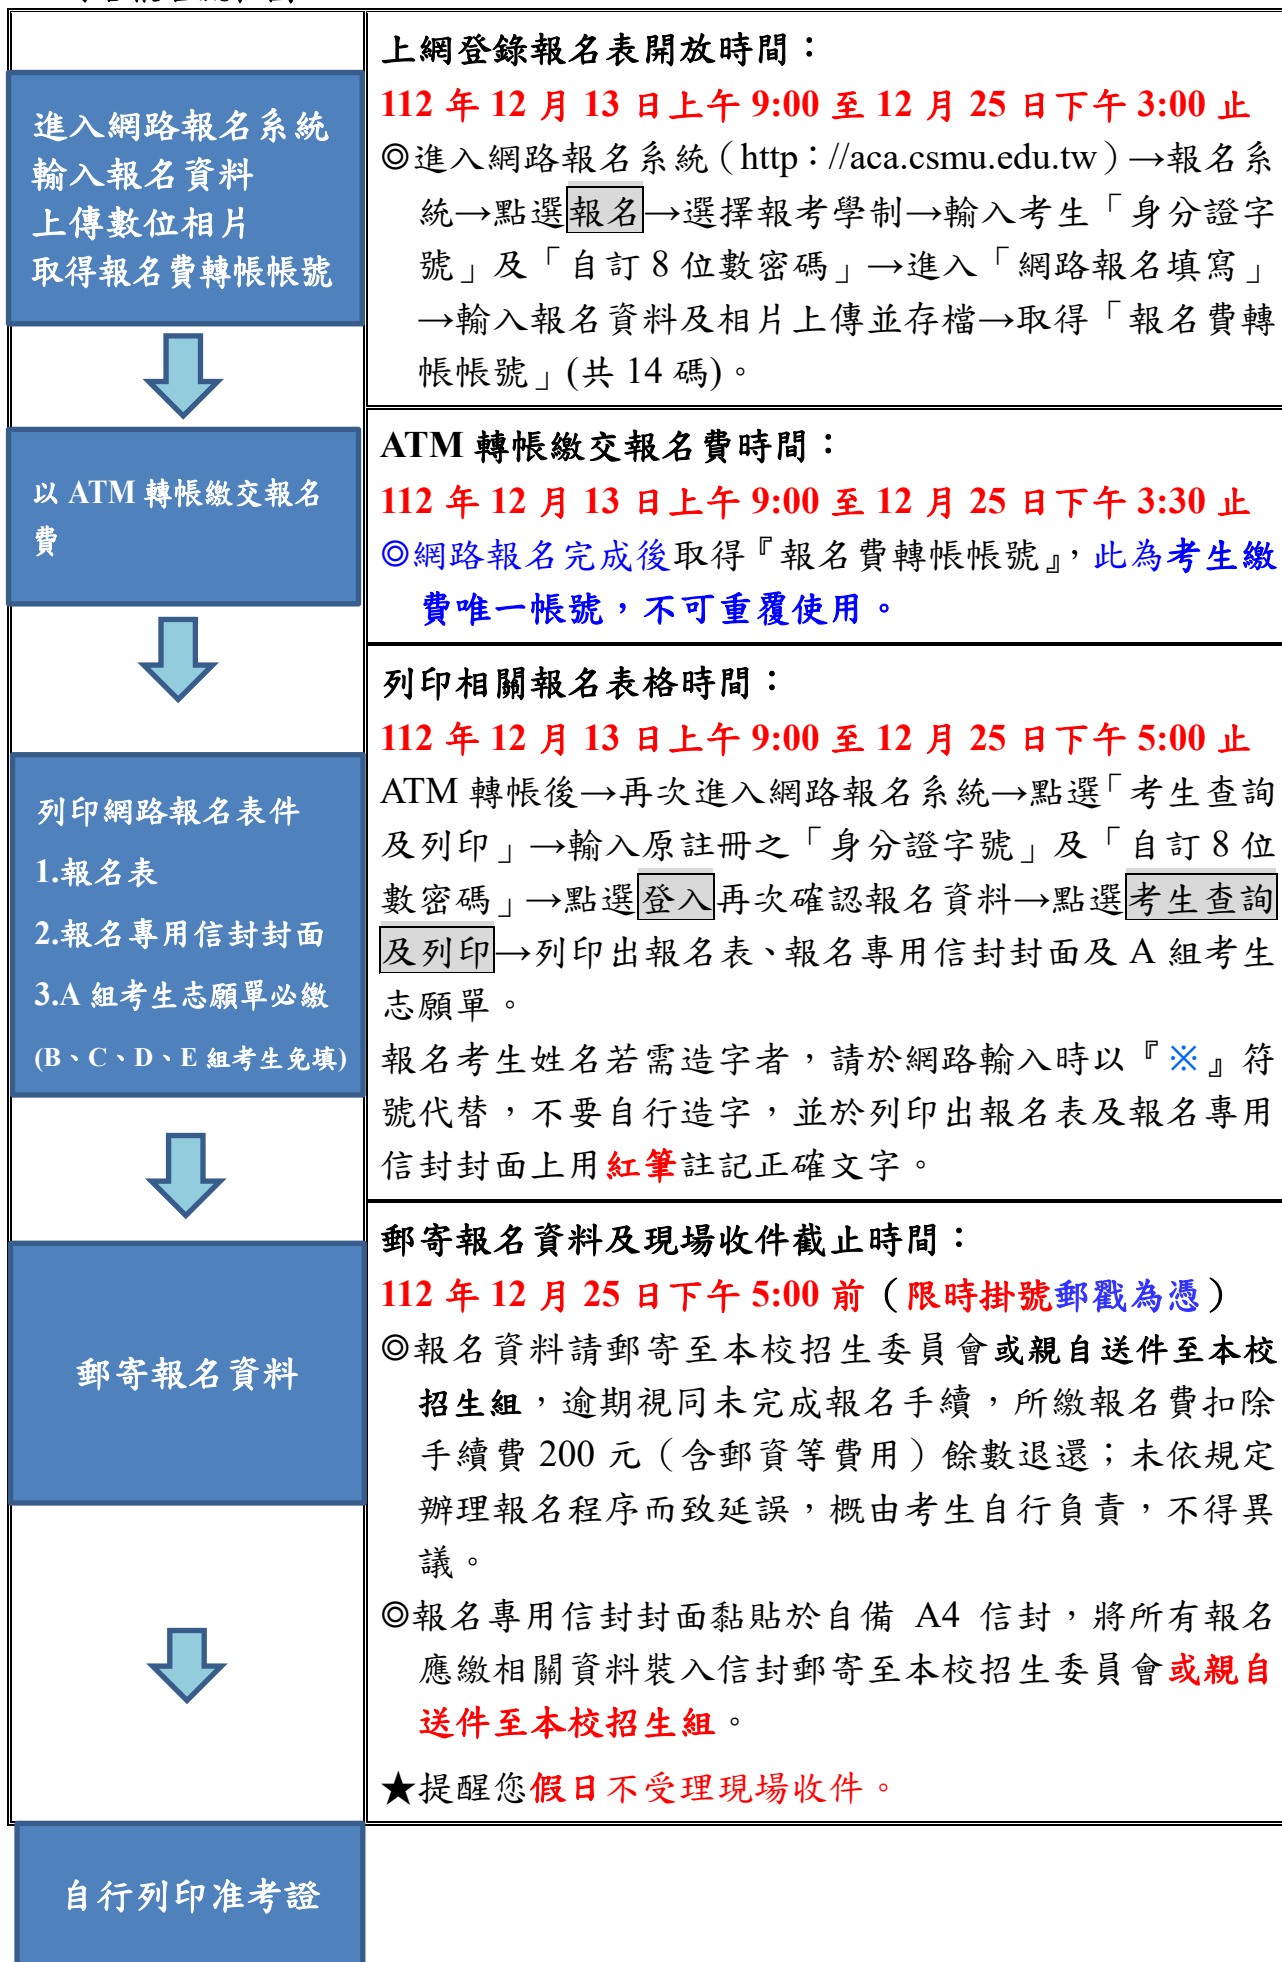 進入網路報名系統
輸入報名資料
上傳數位相片
取得報名費轉帳帳號
上網登錄報名表開放時間：
112 年 12 月 13 日上午 9:00 至 12 月 25 日下午 3:00 止
◎進入網路報名系統（http：//aca.csmu.edu.tw）→報名系
統→點選報名→選擇報考學制→輸入考生「身分證字
號」及「自訂 8 位數密碼」→進入「網路報名填寫」
→輸入報名資料及相片上傳並存檔→取得「報名費轉
帳帳號」(共 14 碼)。
以 ATM 轉帳繳交報名
費
ATM 轉帳繳交報名費時間：
112 年 12 月 13 日上午 9:00 至 12 月 25 日下午 3:30 止
◎網路報名完成後取得『報名費轉帳帳號』，此為考生繳
費唯一帳號，不可重覆使用。
列印網路報名表件
1.報名表
2.報名專用信封封面
3.A 組考生志願單必繳
(B、C、D、E 組考生免填)
列印相關報名表格時間：
112 年 12 月 13 日上午 9:00 至 12 月 25 日下午 5:00 止
ATM 轉帳後→再次進入網路報名系統→點選「考生查詢
及列印」→輸入原註冊之「身分證字號」及「自訂 8 位
數密碼」→點選登入再次確認報名資料→點選考生查詢
及列印→列印出報名表、報名專用信封封面及 A 組考生
志願單。
報名考生姓名若需造字者，請於網路輸入時以『※』符
號代替，不要自行造字，並於列印出報名表及報名專用
信封封面上用紅筆註記正確文字。
郵寄報名資料
郵寄報名資料及現場收件截止時間：
112 年 12 月 25 日下午 5:00 前（限時掛號郵戳為憑）
◎報名資料請郵寄至本校招生委員會或親自送件至本校
招生組，逾期視同未完成報名手續，所繳報名費扣除
手續費 200 元（含郵資等費用）餘數退還；未依規定
辦理報名程序而致延誤，概由考生自行負責，不得異
議。
◎報名專用信封封面黏貼於自備 A4 信封，將所有報名
應繳相關資料裝入信封郵寄至本校招生委員會或親自
送件至本校招生組。
★提醒您假日不受理現場收件。
自行列印准考證